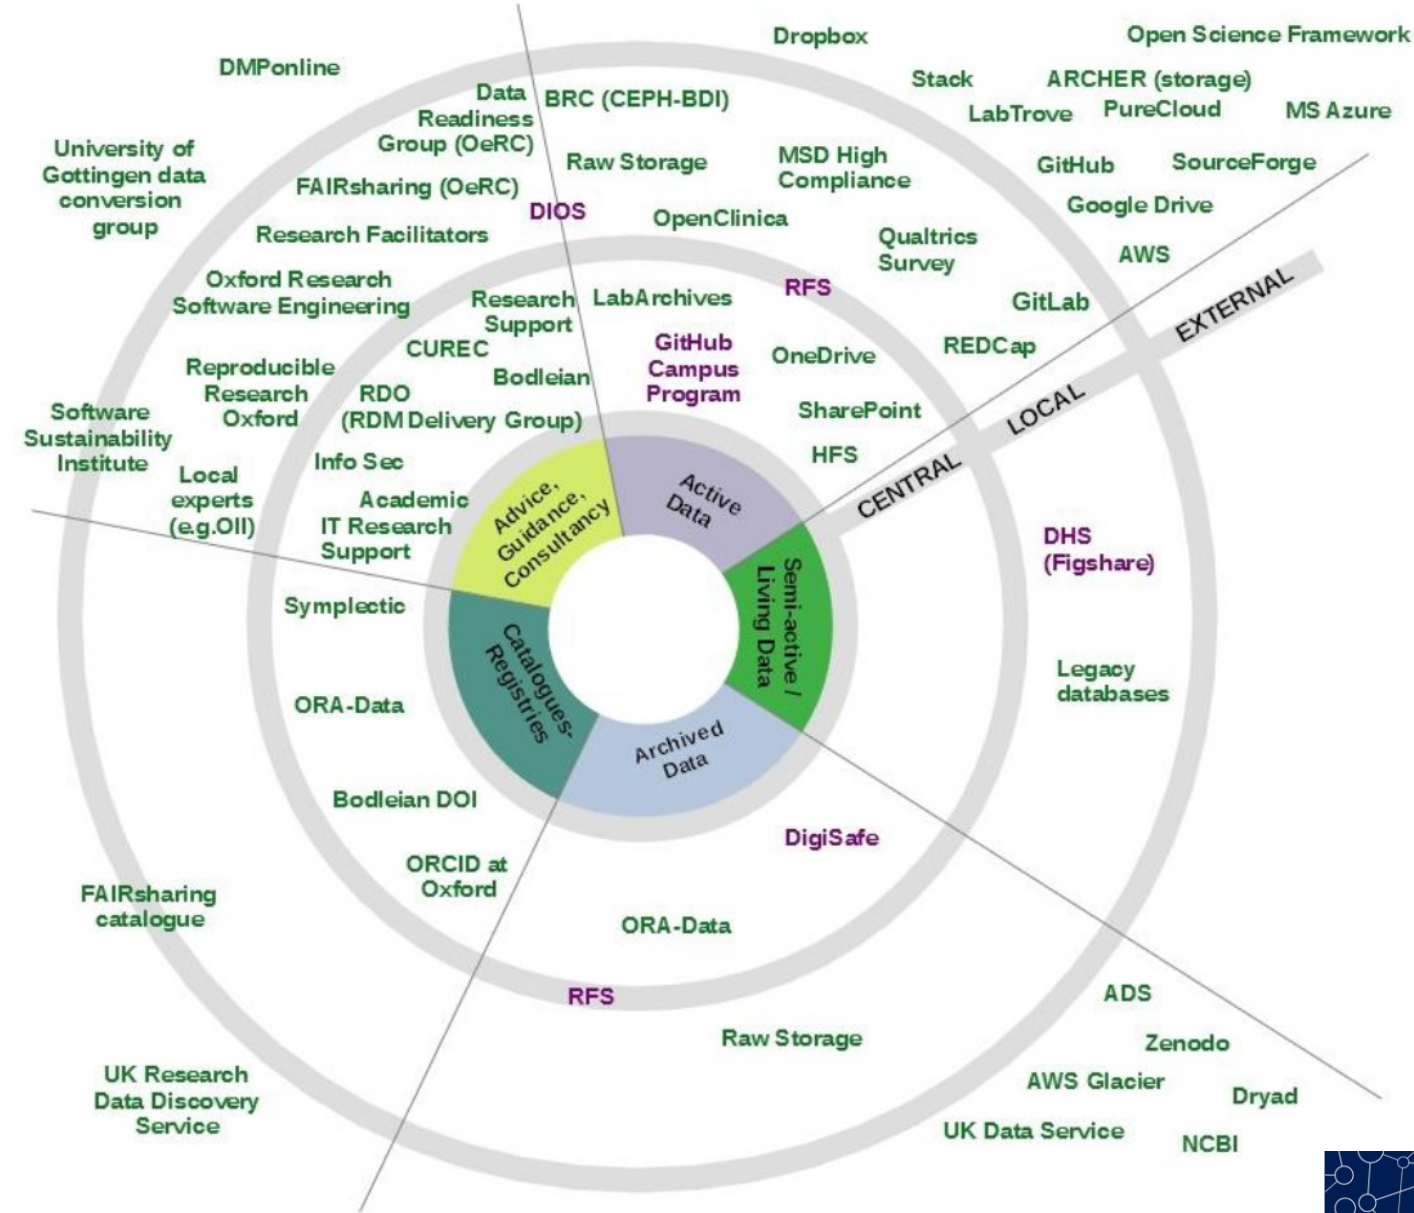 DMPonline
University of
Gottingen data
conversion
group
Data
Readiness
Group (OeRC)
FAIRsharing (OeRC)
Research Facilitators
Oxford Research
Software Engineering
Reproducible
Research
Oxford
Software
Sustainability
Institute
Local
experts
(e.g.OII)
Research
Support
CUREC
Bodleian
RDO
(RDM Delivery Group)
Info Sec
Academic
IT Research
Support
DIOS
BRC (CEPH-BDI)
Raw Storage
OpenClinica
MSD High
Compliance
Qualtrics
Survey
RFS
LabArchives
GitHub
Campus
Program
OneDrive
SharePoint
HFS
REDCap
GitLab
Dropbox
Open Science Framework
Stack
ARCHER (storage)
LabTrove
PureCloud
MS Azure
GitHub
SourceForge
Google Drive
AWS
EXTERNAL
LOCAL
CENTRAL
Advice,
Guidance,
Consultancy
Active
Data
Semi-active /
Living Data
Archived
Data
Catalogues-
Registries
DHS
(Figshare)
Legacy
databases
Symplectic
ORA-Data
Bodleian DOI
ORCID at
Oxford
FAIRsharing
catalogue
UK Research
Data Discovery
Service
DigiSafe
ORA-Data
RFS
Raw Storage
ADS
Zenodo
AWS Glacier
Dryad
UK Data Service
NCBI